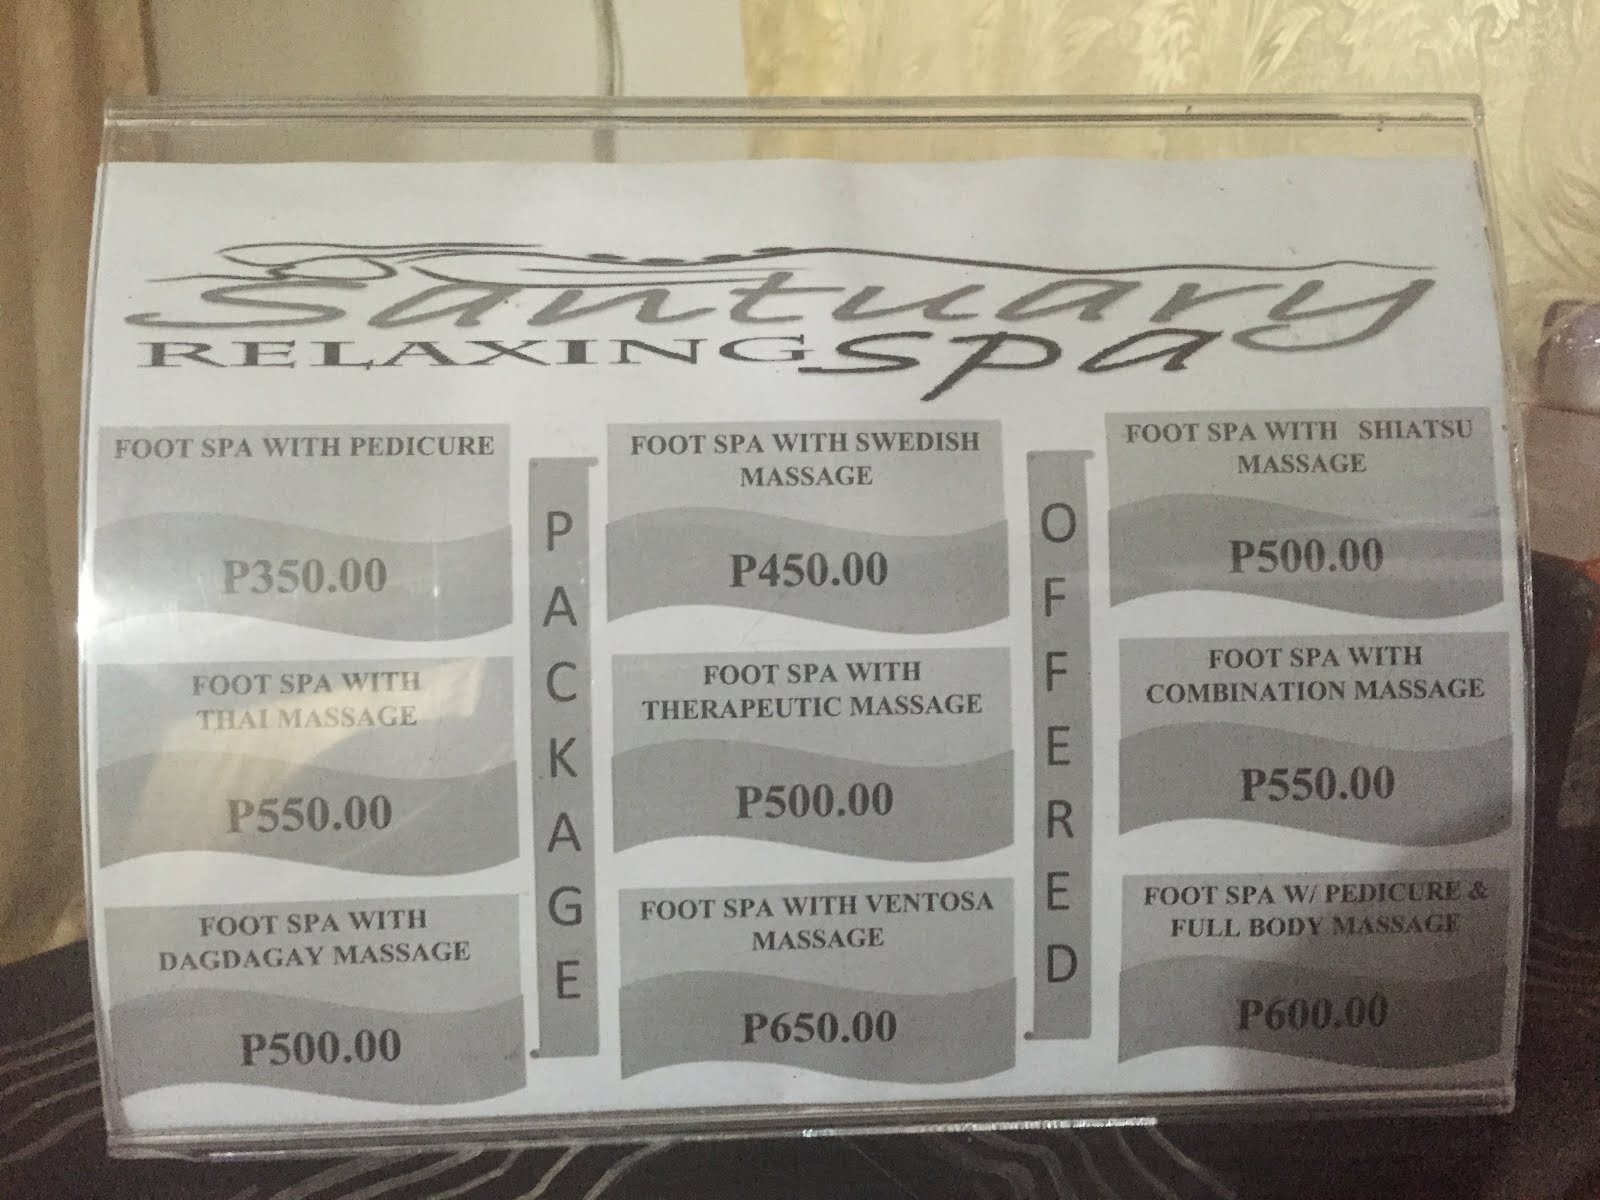 Santuary
RELAXING spa
FOOT SPA WITH PEDICURE
P350.00
FOOT SPA WITH
THAI MASSAGE
P550.00
FOOT SPA WITH
DAGDAGAY MASSAGE
P500.00
PACKAGE
FOOT SPA WITH SWEDISH
MASSAGE
P450.00
FOOT SPA WITH
THERAPEUTIC MASSAGE
P500.00
FOOT SPA WITH VENTOSA
MASSAGE
P650.00
OFFERED
FOOT SPA WITH SHIATSU
MASSAGE
P500.00
FOOT SPA WITH
COMBINATION MASSAGE
P550.00
FOOT SPA W/ PEDICURE &
FULL BODY MASSAGE
P600.00